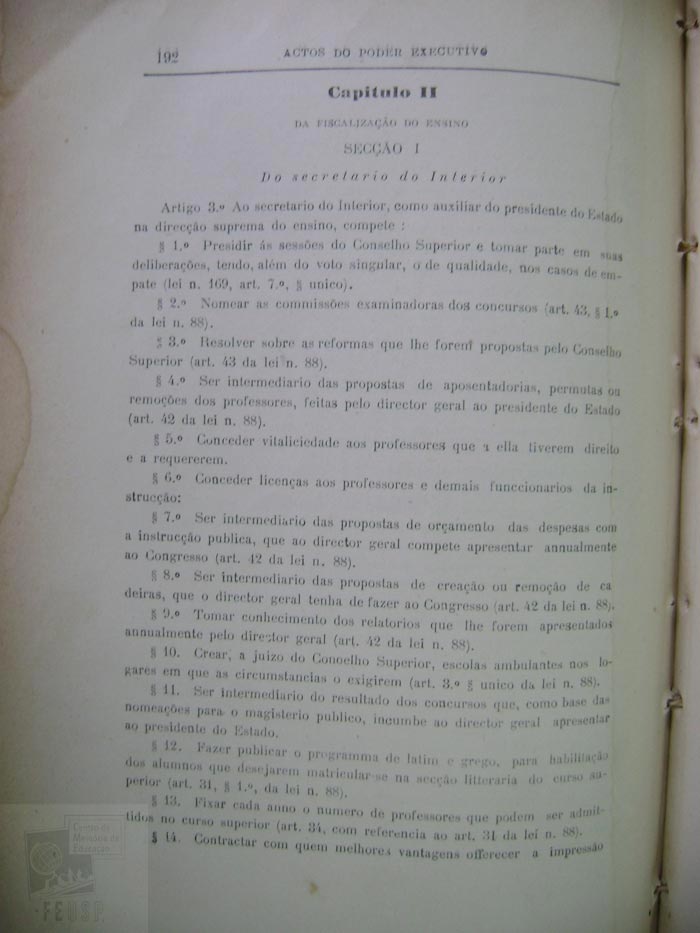 192 ACTOS DO PODER EXECUTIVO
Capitulo II
DA FISCALIZAÇÃO DO ENSINO
SECÇÃO I
Do secretario do Interior
Artigo 3.º Ao secretario do Interior, como auxiliar do presidente do Estado
na direcção suprema do ensino, compete :
§ 1.º Presidir ás sessões do Conselho Superior e tomar parte em suas
deliberações, tendo, além do voto singular, o de qualidade, nos casos de em-
pate (lei n. 169, art. 7.º, § unico).
§ 2.º Nomear as commissões examinadoras dos concursos (art. 43, § 1.º
da lei n. 88).
§ 3.º Resolver sobre as reformas que lhe forem propostas pelo Conselho
Superior (art. 43 da lei n. 88).
§ 4.º Ser intermediario das propostas de aposentadorias, permutas ou
remoções dos professores, feitas pelo director geral ao presidente do Estado
(art. 42 da lei n. 88).
§ 5.º Conceder vitaliciedade aos professores que a ella tiverem direito
e a requererem.
§ 6.º Conceder licenças aos professores e demais funccionarios da in-
strucção:
§ 7.º Ser intermediario das propostas de orçamento das despesas com
a instrucção publica, que ao director geral compete apresentar annualmente
ao Congresso (art. 42 da lei n. 88).
§ 8.º Ser intermediario das propostas de creação ou remoção de ca
deiras, que o director geral tenha de fazer ao Congresso (art. 42 da lei n. 88).
§ 9.º Tomar conhecimento dos relatorios que lhe forem apresentados
annualmente pelo director geral (art. 42 da lei n. 88).
§ 10. Crear, a juizo do Conoelho Superior, escolas ambulantes nos lo-
gares em que as circumstancias o exigirem (art. 3.º § unico da lei n. 88).
§ 11. Ser intermediario do resultado dos concursos que, como base das
nomeações para o magisterio publico, incumbe ao director geral apresentar
ao presidente do Estado.
§ 12. Fazer publicar o programma de latim e grego, para habilitação
dos alumnos que desejarem matricular-se na secção litteraria do curso su-
perior (art. 31, § 1.º, da lei n. 88).
§ 13. Fixar cada anno o numero de professores que podem ser admit-
tidos no curso superior (art. 34, com referencia ao art. 31 da lei n. 88).
§ 14. Contractar com quem melhores vantagens offerecer a impressão
Centro de
Memória da
Educação
FEUSP